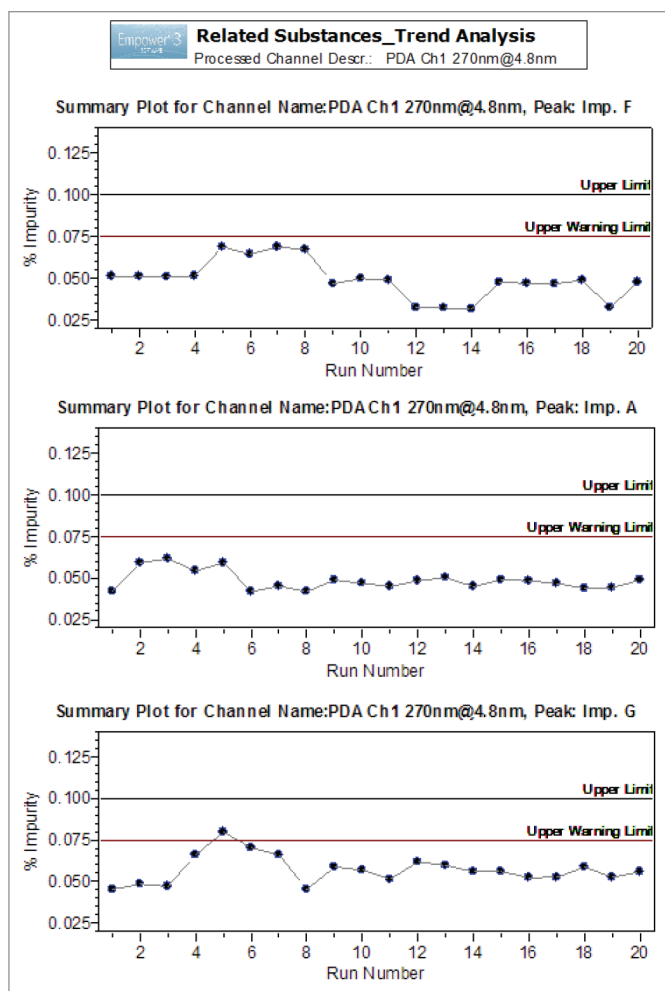 Empower 3
SOFTWARE
Related Substances_Trend Analysis
Processed Channel Descr.: PDA Ch1 270nm@4.8nm
Summary Plot for Channel Name:PDA Ch1 270nm@4.8nm, Peak: Imp. F
% Impurity
0.125
0.100
0.075
0.050
0.025
Upper Limit
Upper Warning Limit
2 4 6 8 10 12 14 16 18 20
Run Number
Summary Plot for Channel Name:PDA Ch1 270nm@4.8nm, Peak: Imp. A
% Impurity
0.125
0.100
0.075
0.050
0.025
Upper Limit
Upper Warning Limit
2 4 6 8 10 12 14 16 18 20
Run Number
Summary Plot for Channel Name:PDA Ch1 270nm@4.8nm, Peak: Imp. G
% Impurity
0.125
0.100
0.075
0.050
0.025
Upper Limit
Upper Warning Limit
2 4 6 8 10 12 14 16 18 20
Run Number